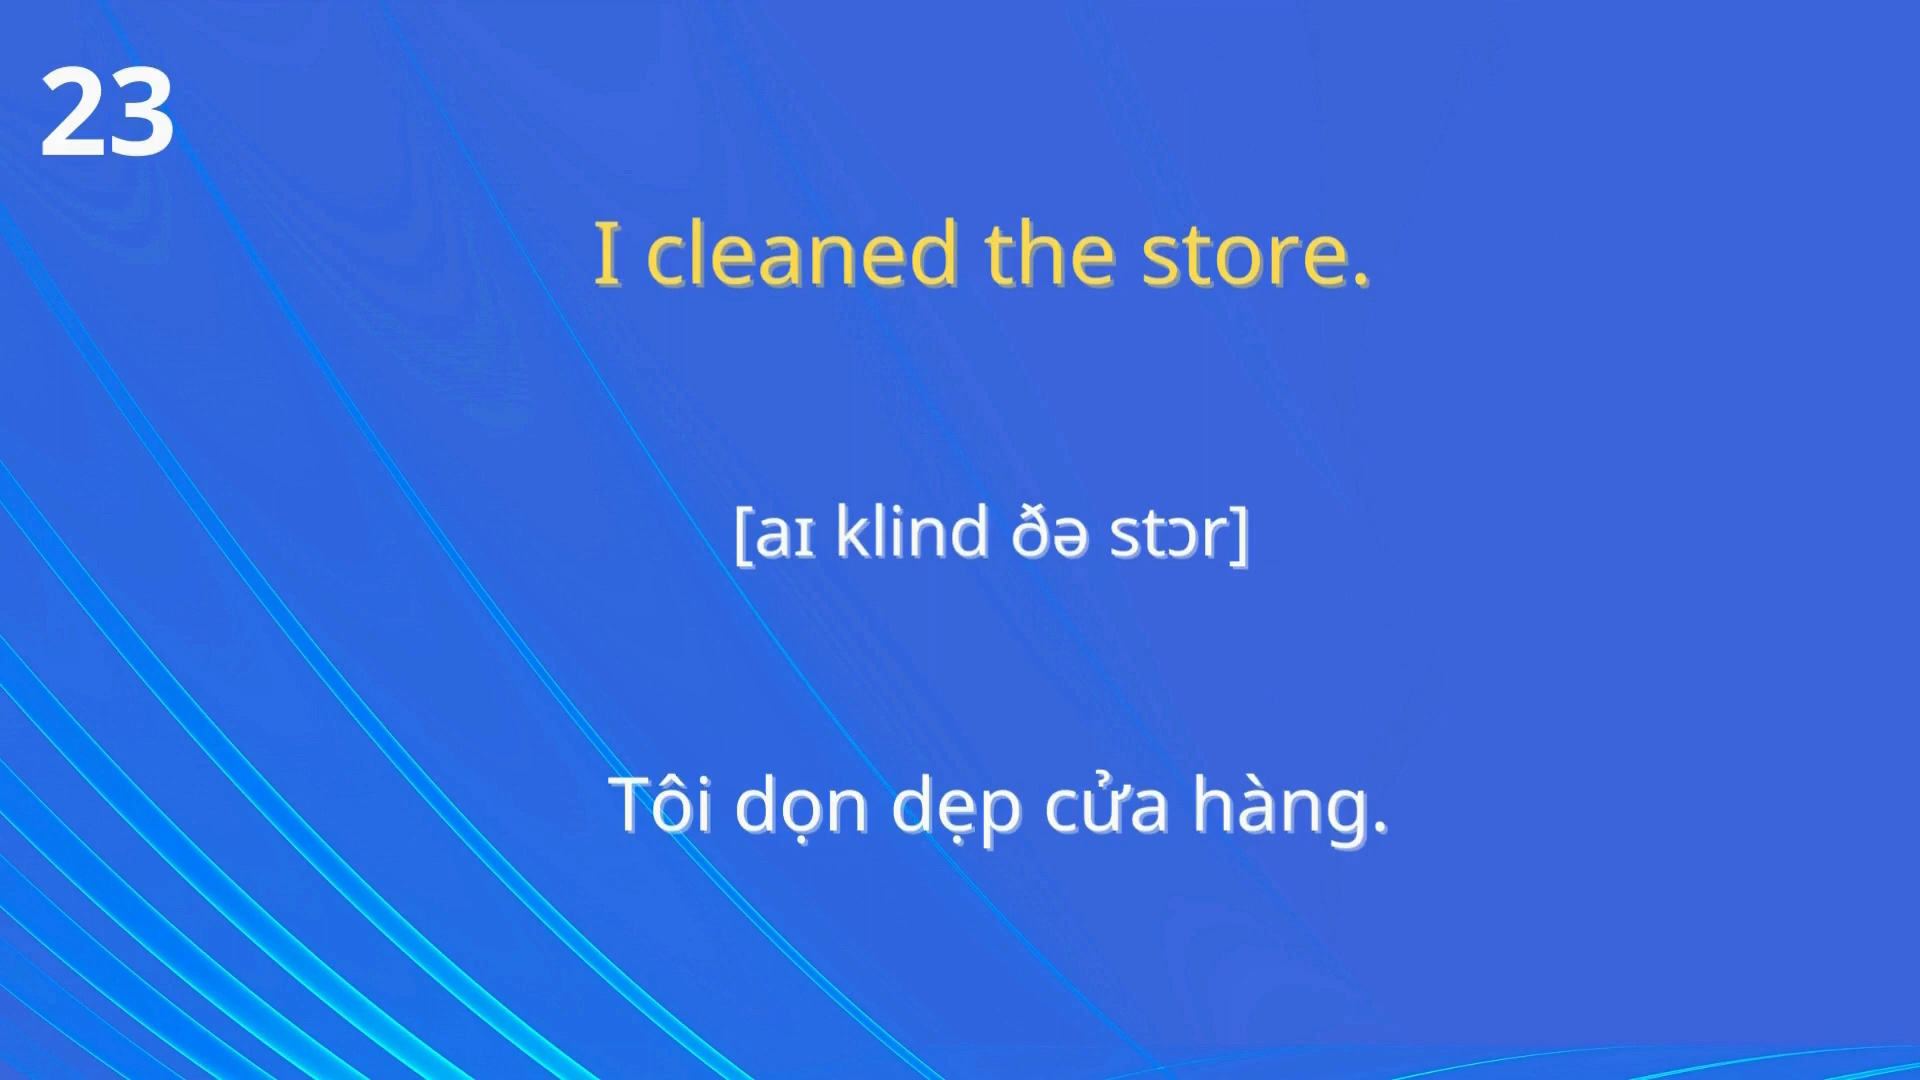 23
I cleaned the store.
[aɪ klind ðə stɔr]
Tôi dọn dẹp cửa hàng.